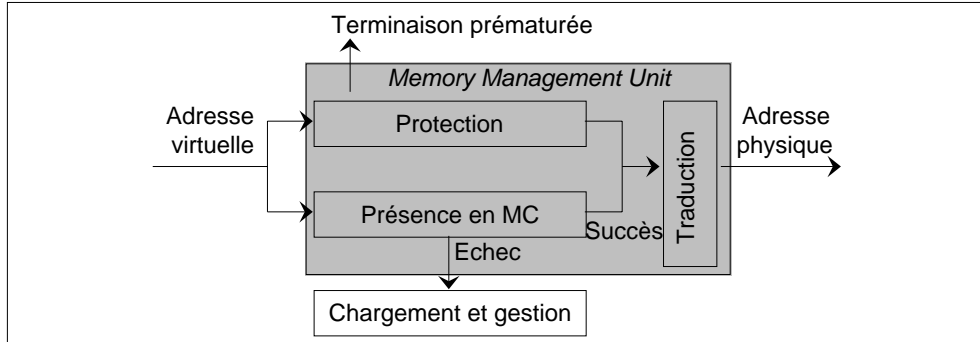 Terminaison prématurée
Memory Management Unit
Adresse
virtuelle
Protection
Présence en MC
Succès
Echec
Traduction
Adresse
physique
Chargement et gestion